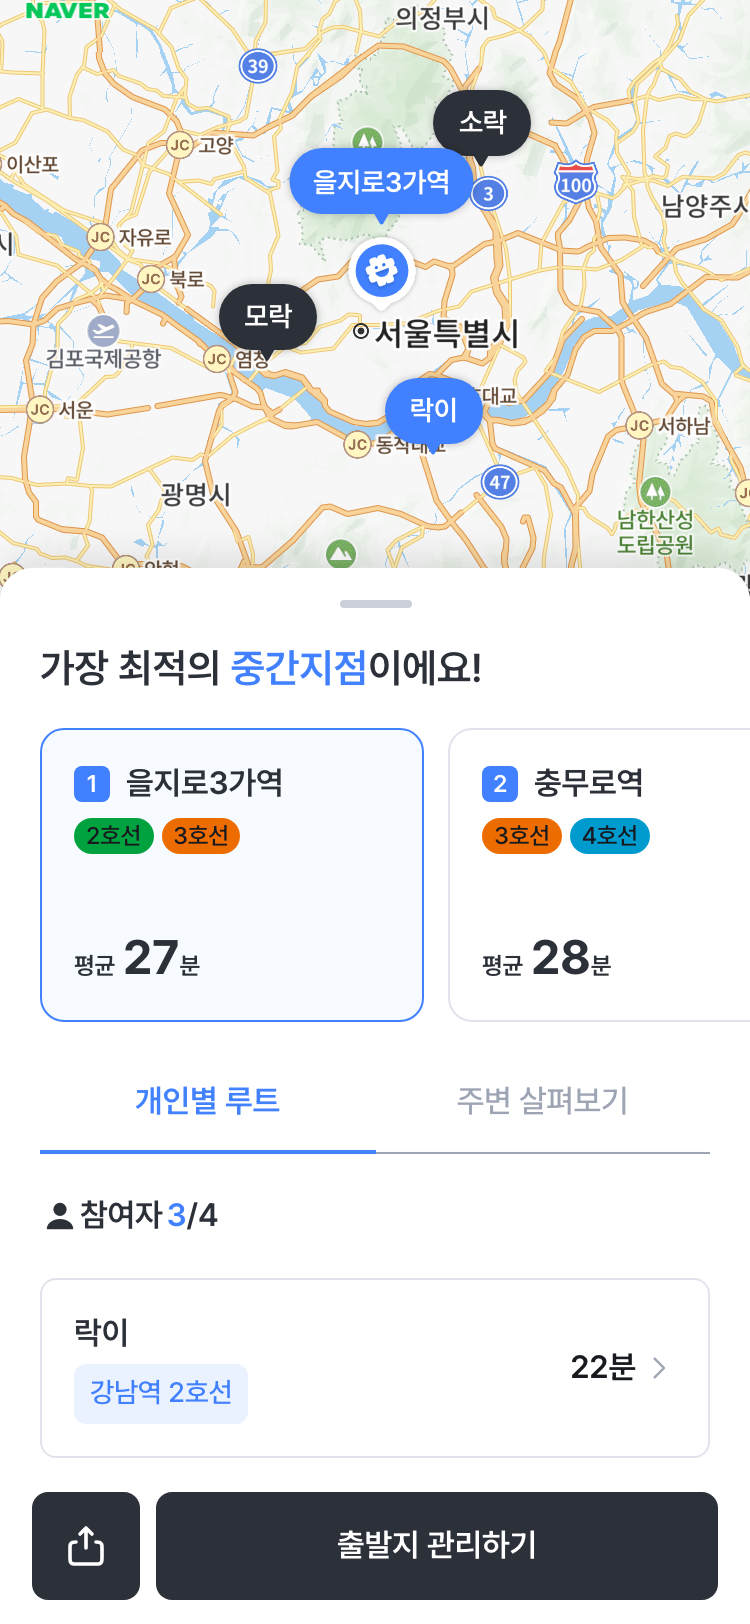 NAVER
의정부시
39
소락
JC 고양
이산포
을지로3가역
3
100
남양주시
시
JC 자유로
JC 북로
모락
서울특별시
김포국제공항
JC 염창
대교
락이
JC 서운
JC 서하남
JC 동작대교
47
광명시
남한산성
도립공원
가장 최적의 중간지점이에요!
1 을지로3가역
2호선 3호선
평균 27분
2 충무로역
3호선 4호선
평균 28분
개인별 루트
주변 살펴보기
참여자 3/4
락이
강남역 2호선
22분
출발지 관리하기